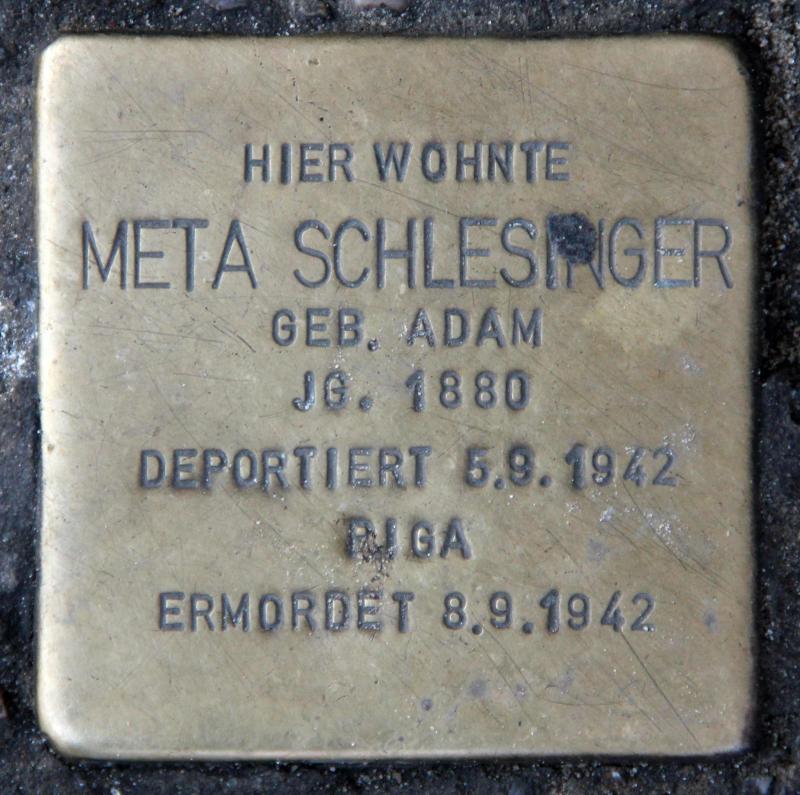 HIER WOHNTE
META SCHLESINGER
GEB. ADAM
JG. 1880
DEPORTIERT 5.9.1942
RIGA
ERMORDET 8.9.1942